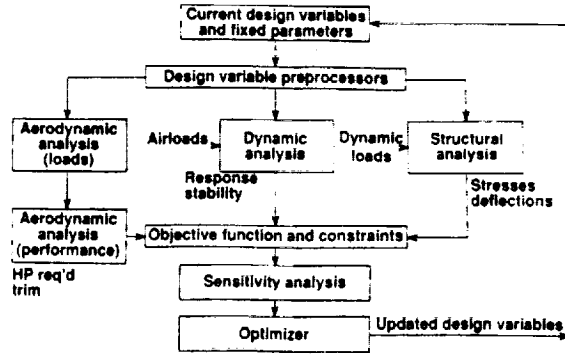 Current design variables
and fixed parameters
Design variable preprocessors
Aerodynamic
analysis
(loads)
Airloads
Dynamic
analysis
Dynamic
loads
Structural
analysis
Response
stability
Stresses
deflections
Aerodynamic
analysis
(performance)
Objective function and constraints
HP req'd
trim
Sensitivity analysis
Optimizer
Updated design variables